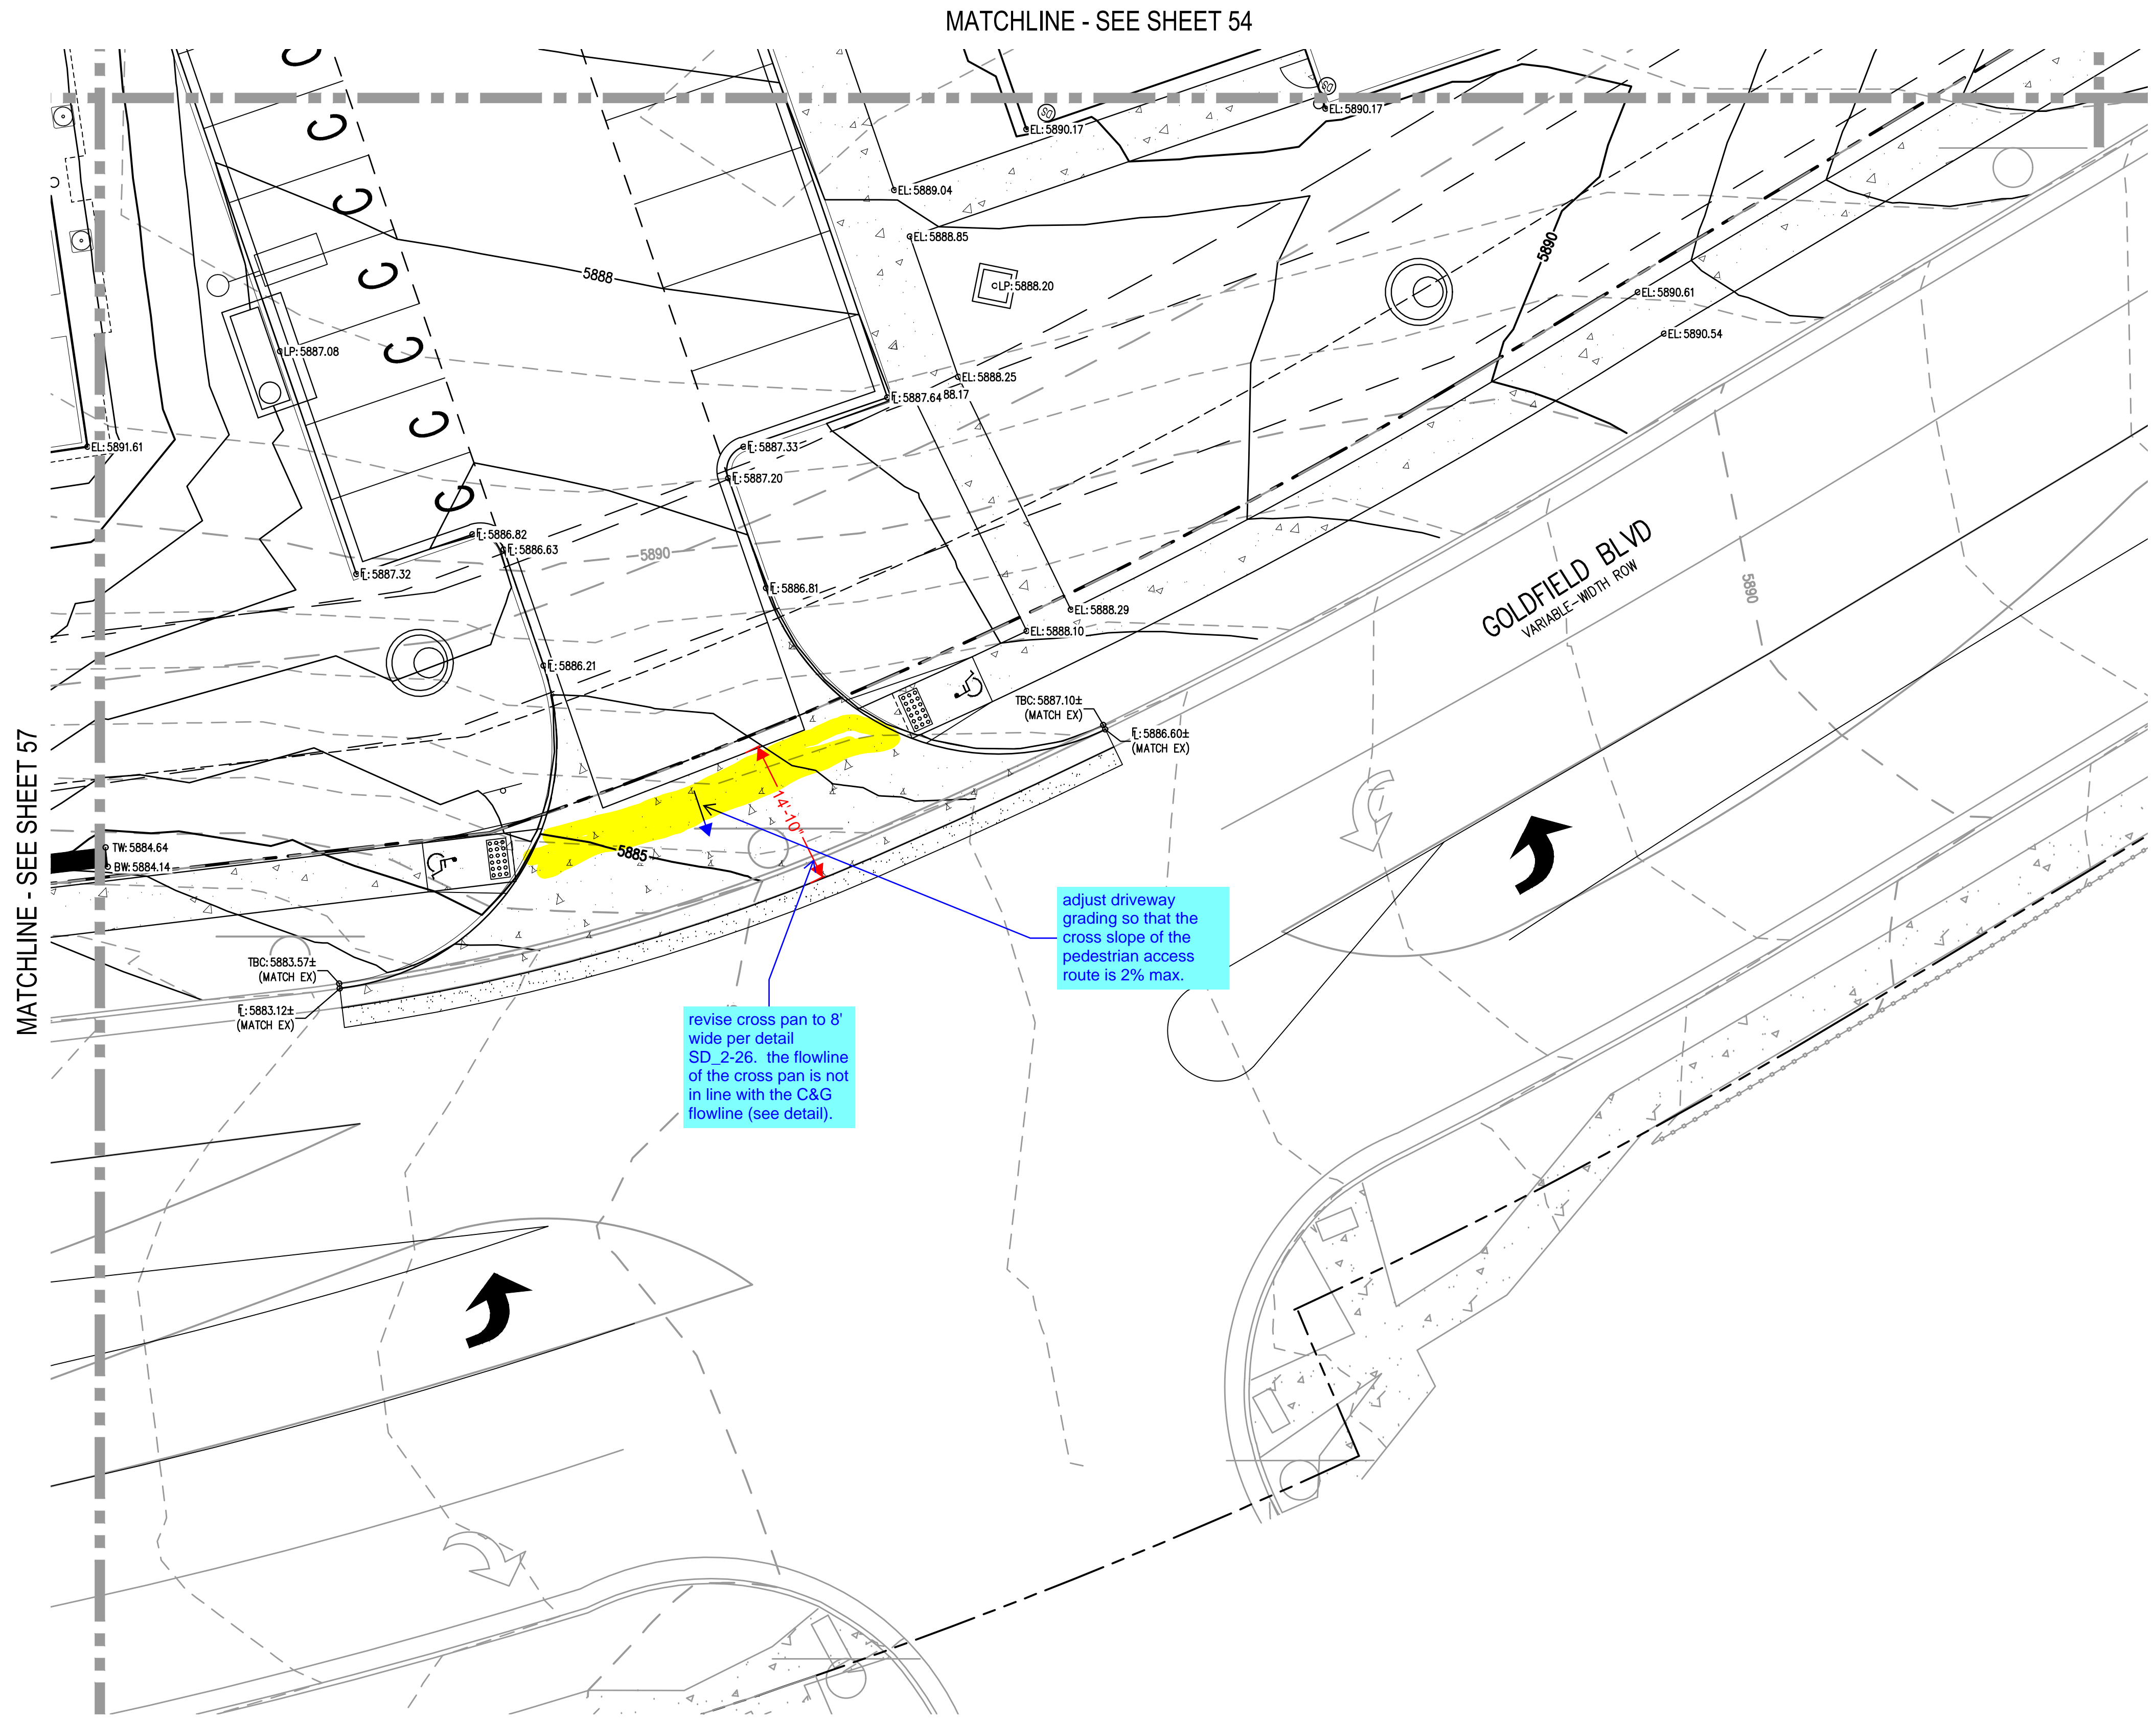 MATCHLINE - SEE SHEET 54
EL: 5890.17
EL: 5890.17
EL: 5889.04
EL: 5888.85
5888
LP: 5888.20
5890
EL: 5890.61
EL: 5890.54
LP: 5887.08
EL: 5888.25
FL: 5887.64
88.17
EL: 5891.61
FL: 5887.33
FL: 5887.20
FL: 5886.82
FL: 5886.63
5890
FL: 5887.32
FL: 5886.81
GOLDFIELD BLVD
VARIABLE-WIDTH ROW
5890
EL: 5888.29
EL: 5888.10
FL: 5886.21
TBC: 5887.10±
(MATCH EX)
FL: 5886.60±
(MATCH EX)
14'-10"
MATCHLINE - SEE SHEET 57
TW: 5884.64
BW: 5884.14
5885
adjust driveway
grading so that the
cross slope of the
pedestrian access
route is 2% max.
TBC: 5883.57±
(MATCH EX)
FL: 5883.12±
(MATCH EX)
revise cross pan to 8'
wide per detail
SD_2-26.  the flowline
of the cross pan is not
in line with the C&G
flowline (see detail).
C
C
C
C
C
C
C